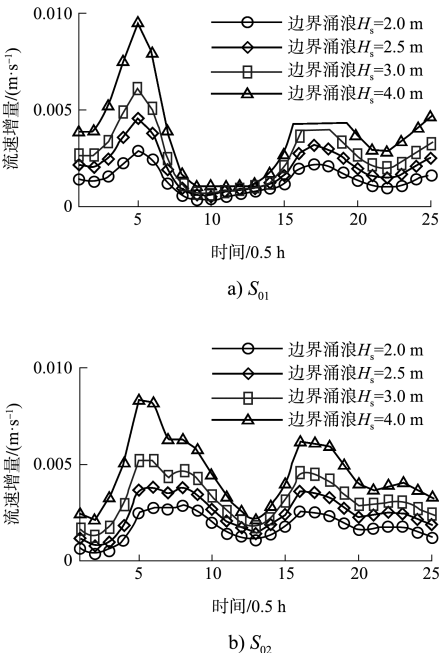 0.010
0.005
0
流速增量/(m·s⁻¹)
边界涌浪Hs=2.0 m
边界涌浪Hs=2.5 m
边界涌浪Hs=3.0 m
边界涌浪Hs=4.0 m
5 10 15 20 25
时间/0.5 h
a) S01
0.010
0.005
0
流速增量/(m·s⁻¹)
边界涌浪Hs=2.0 m
边界涌浪Hs=2.5 m
边界涌浪Hs=3.0 m
边界涌浪Hs=4.0 m
5 10 15 20 25
时间/0.5 h
b) S02